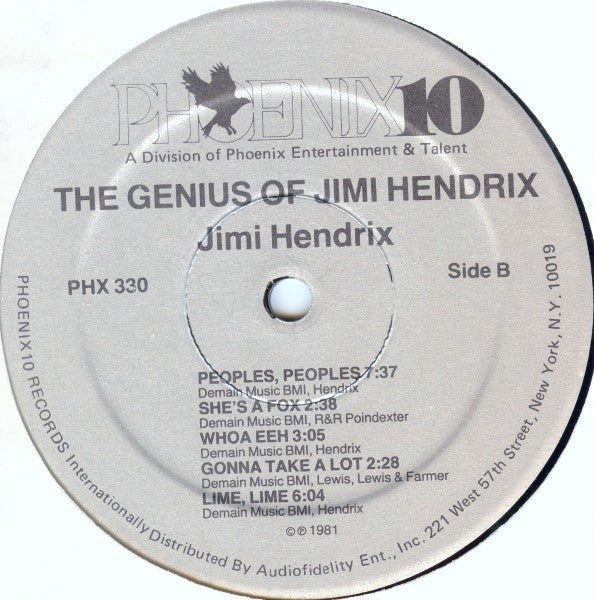 PHOENIX10
A Division of Phoenix Entertainment & Talent
THE GENIUS OF JIMI HENDRIX
Jimi Hendrix
PHX 330
Side B
PEOPLES, PEOPLES 7:37
Demain Music BMI, Hendrix
SHE'S A FOX 2:38
Demain Music BMI, R&R Poindexter
WHOA EEH 3:05
Demain Music BMI, Hendrix
GONNA TAKE A LOT 2:28
Demain Music BMI, Lewis, Lewis & Farmer
LIME, LIME 6:04
Demain Music BMI, Hendrix
©℗1981
PHOENIX10 RECORDS Internationally Distributed By Audiofidelity Ent., Inc. 221 West 57th Street, New York, N.Y. 10019